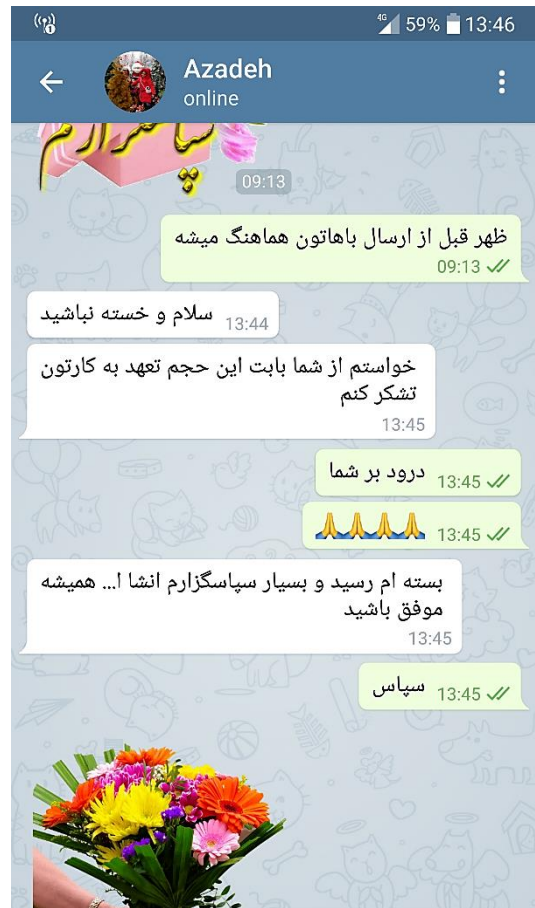 4G 59% 13:46
Azadeh
online
سپاسگزارم
09:13
ظهر قبل از ارسال باهاتون هماهنگ میشه
09:13
سلام و خسته نباشید
13:44
خواستم از شما بابت این حجم تعهد به کارتون
تشکر کنم
13:45
درود بر شما
13:45
🙏🙏🙏🙏
13:45
بسته ام رسید و بسیار سپاسگزارم انشا ا... همیشه
موفق باشید
13:45
سپاس
13:45